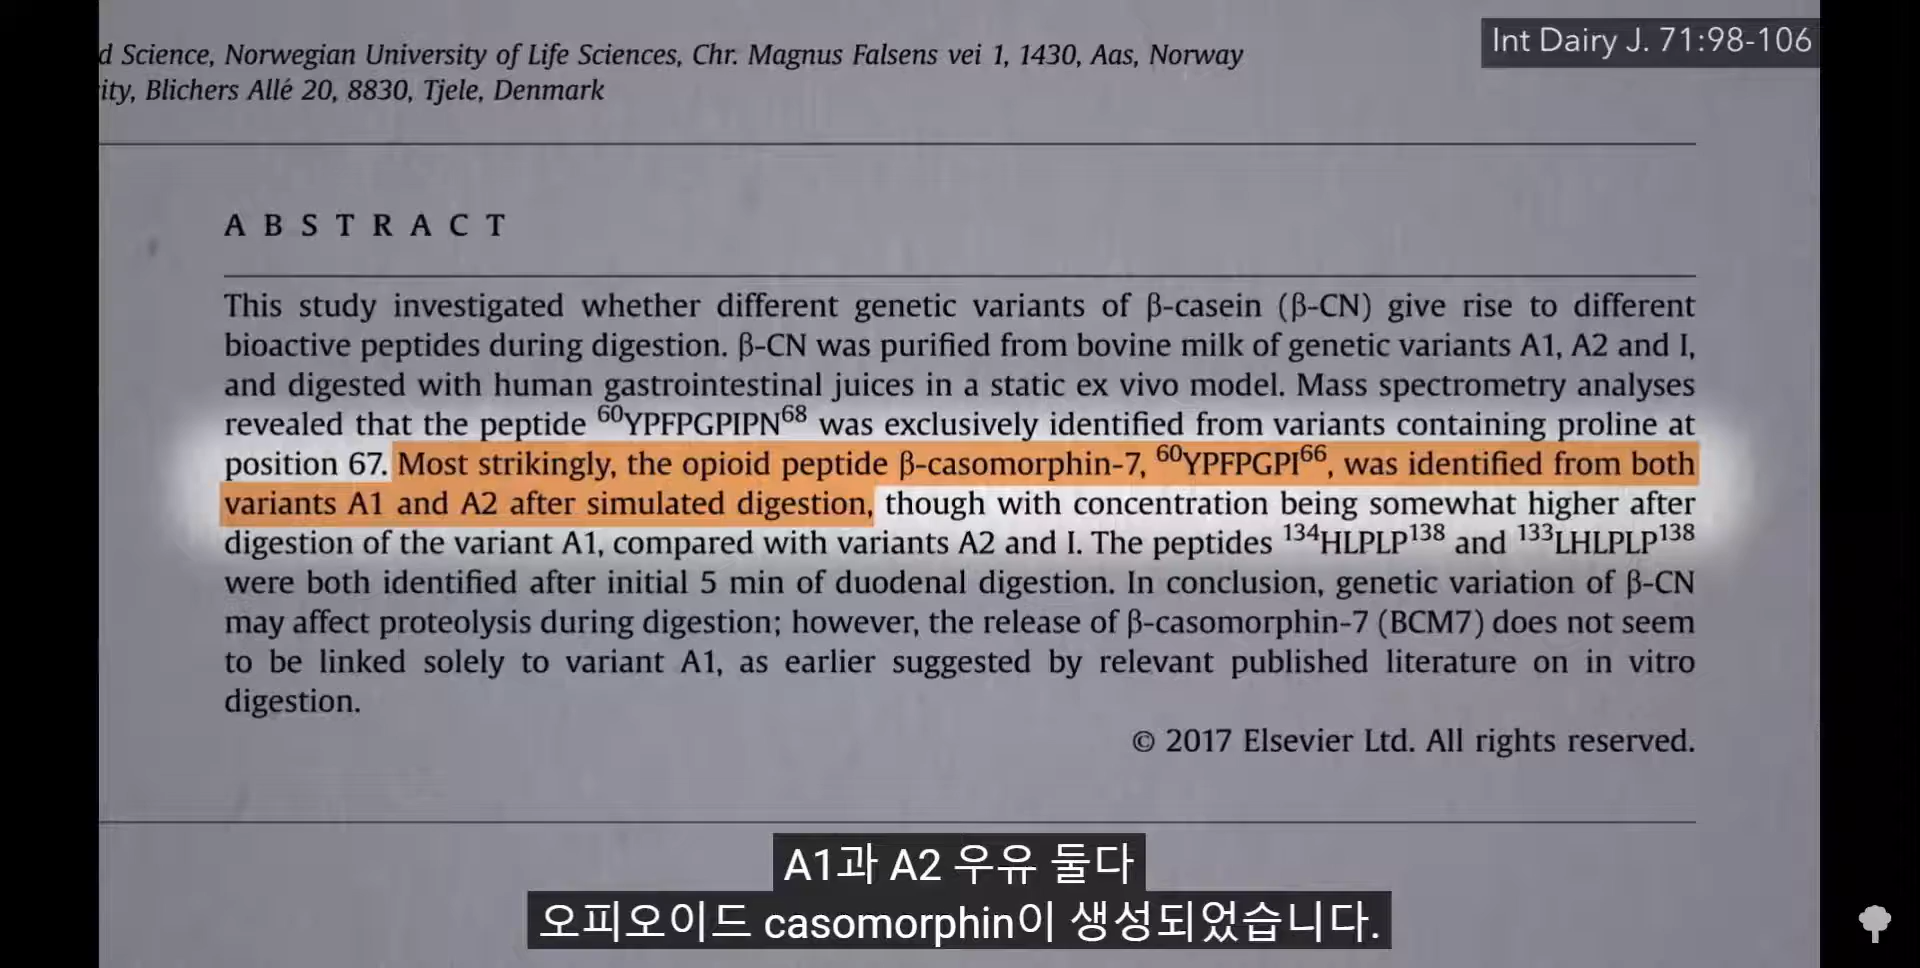 Int Dairy J. 71:98-106
d Science, Norwegian University of Life Sciences, Chr. Magnus Falsens vei 1, 1430, Aas, Norway
ity, Blichers Allé 20, 8830, Tjele, Denmark
ABSTRACT
This study investigated whether different genetic variants of β-casein (β-CN) give rise to different
bioactive peptides during digestion. β-CN was purified from bovine milk of genetic variants A1, A2 and I,
and digested with human gastrointestinal juices in a static ex vivo model. Mass spectrometry analyses
revealed that the peptide ⁶⁰YPFPGPIPN⁶⁸ was exclusively identified from variants containing proline at
position 67. Most strikingly, the opioid peptide β-casomorphin-7, ⁶⁰YPFPGPI⁶⁶, was identified from both
variants A1 and A2 after simulated digestion, though with concentration being somewhat higher after
digestion of the variant A1, compared with variants A2 and I. The peptides ¹³⁴HLPLP¹³⁸ and ¹³³LHLPLP¹³⁸
were both identified after initial 5 min of duodenal digestion. In conclusion, genetic variation of β-CN
may affect proteolysis during digestion; however, the release of β-casomorphin-7 (BCM7) does not seem
to be linked solely to variant A1, as earlier suggested by relevant published literature on in vitro
digestion.
© 2017 Elsevier Ltd. All rights reserved.
A1과 A2 우유 둘다
오피오이드 casomorphin이 생성되었습니다.